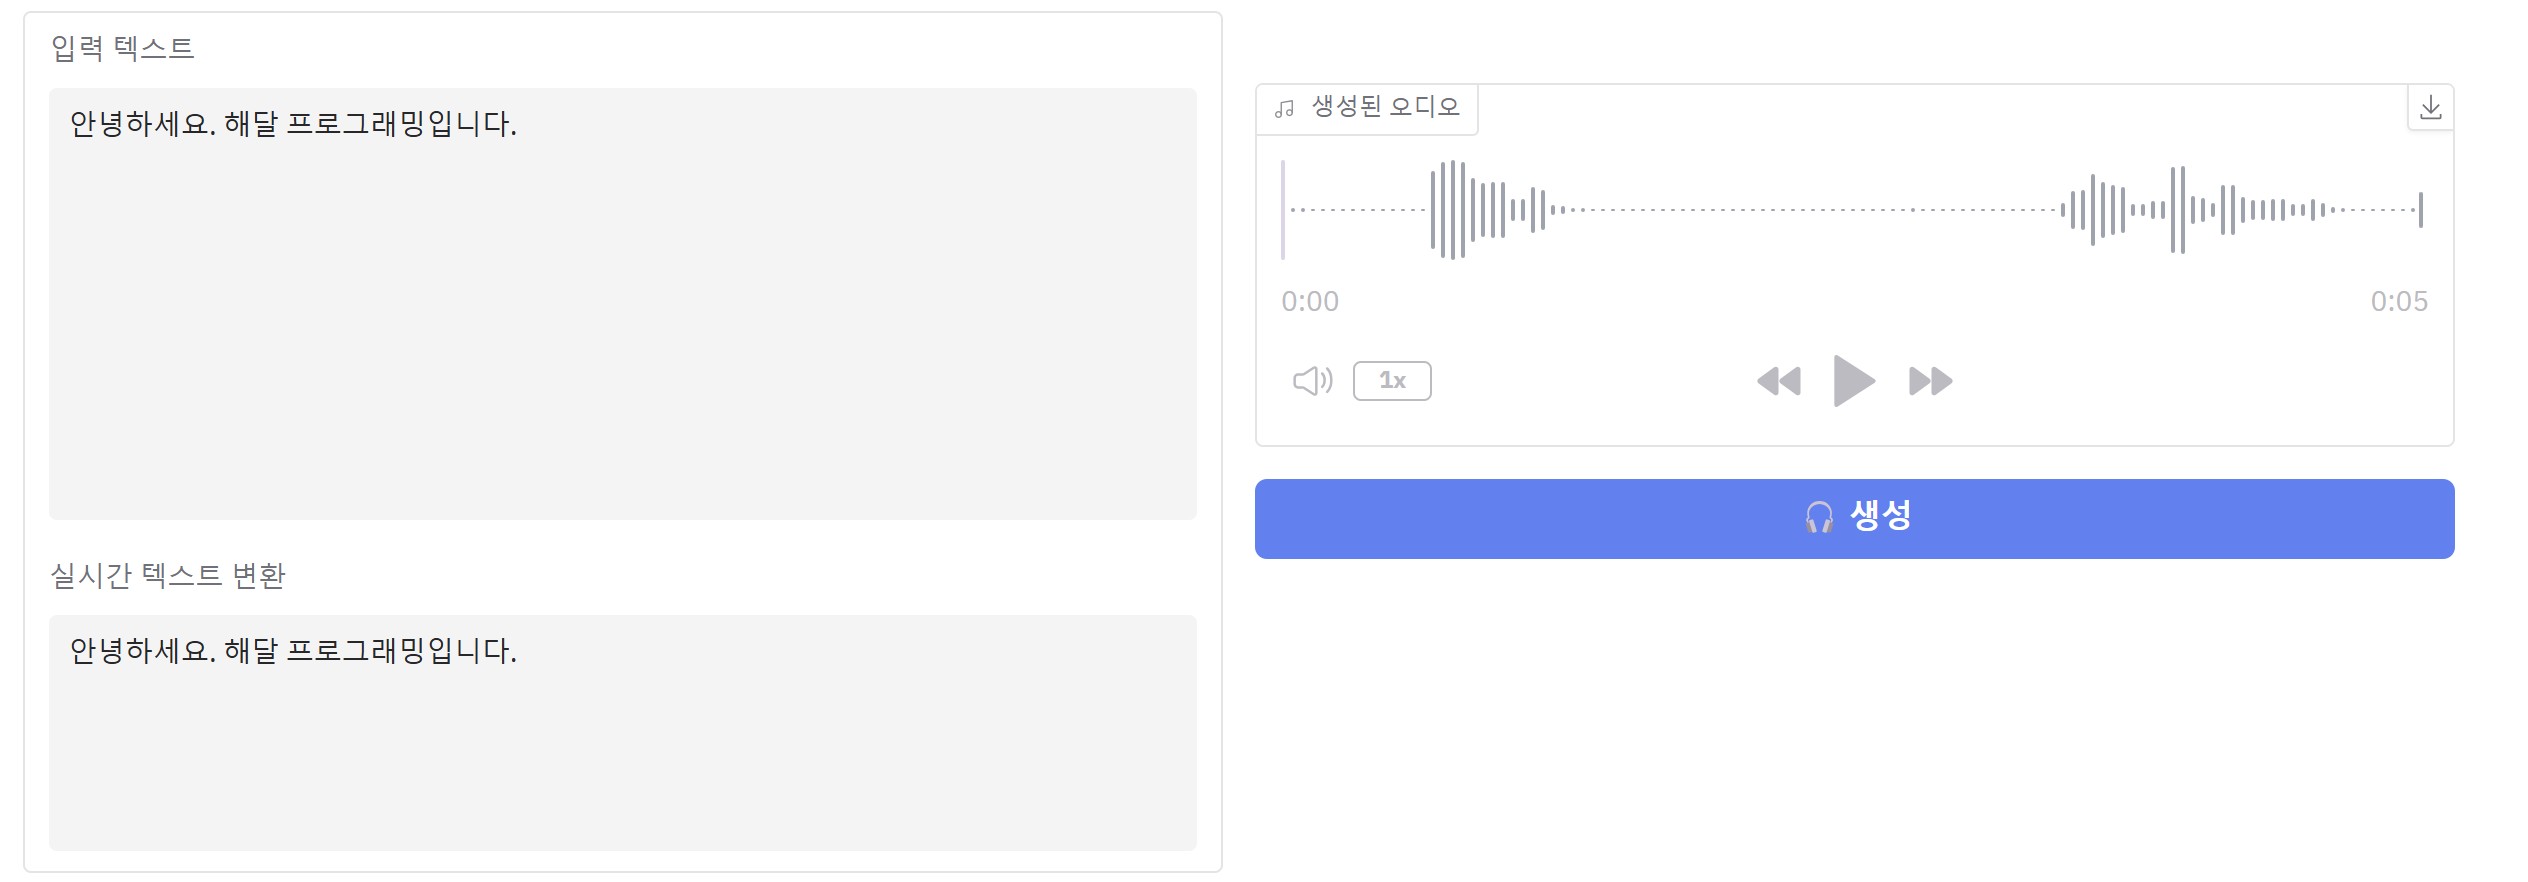 입력 텍스트
안녕하세요. 해달 프로그래밍입니다.
실시간 텍스트 변환
안녕하세요. 해달 프로그래밍입니다.
생성된 오디오
0:00
0:05
1x
생성